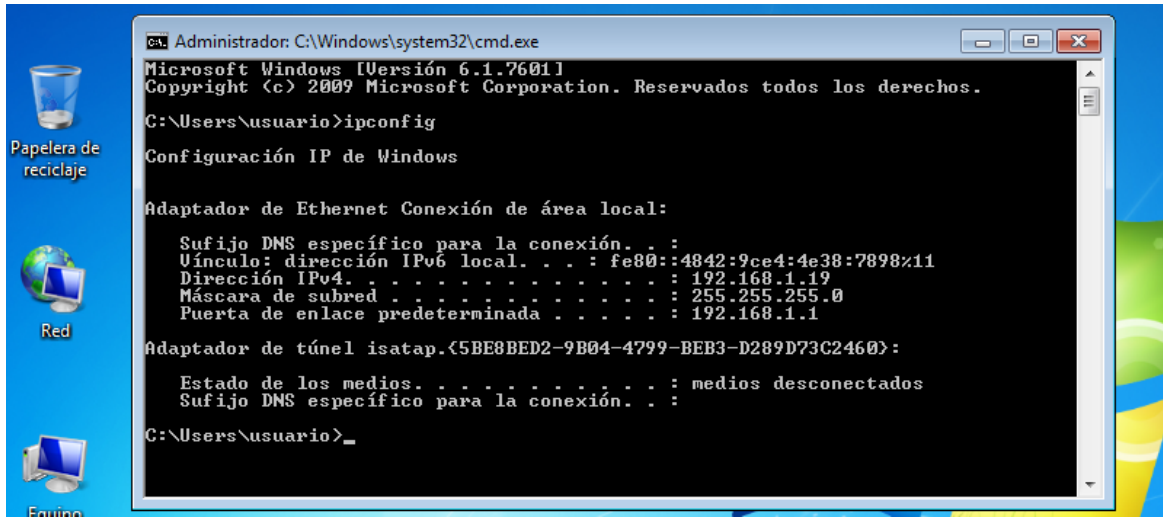 Administrador: C:\Windows\system32\cmd.exe
Microsoft Windows [Versión 6.1.7601]
Copyright (c) 2009 Microsoft Corporation. Reservados todos los derechos.
C:\Users\usuario>ipconfig
Configuración IP de Windows
Adaptador de Ethernet Conexión de área local:
Sufijo DNS específico para la conexión. . :
Vínculo: dirección IPv6 local. . . : fe80::4842:9ce4:4e38:7898%11
Dirección IPv4. . . . . . . . . . . . . . : 192.168.1.19
Máscara de subred . . . . . . . . . . . . : 255.255.255.0
Puerta de enlace predeterminada . . . . . : 192.168.1.1
Adaptador de túnel isatap.{5BE8BED2-9B04-4799-BEB3-D289D73C2460}:
Estado de los medios. . . . . . . . . . . : medios desconectados
Sufijo DNS específico para la conexión. . :
C:\Users\usuario>_
Papelera de
reciclaje
Red
Equipo